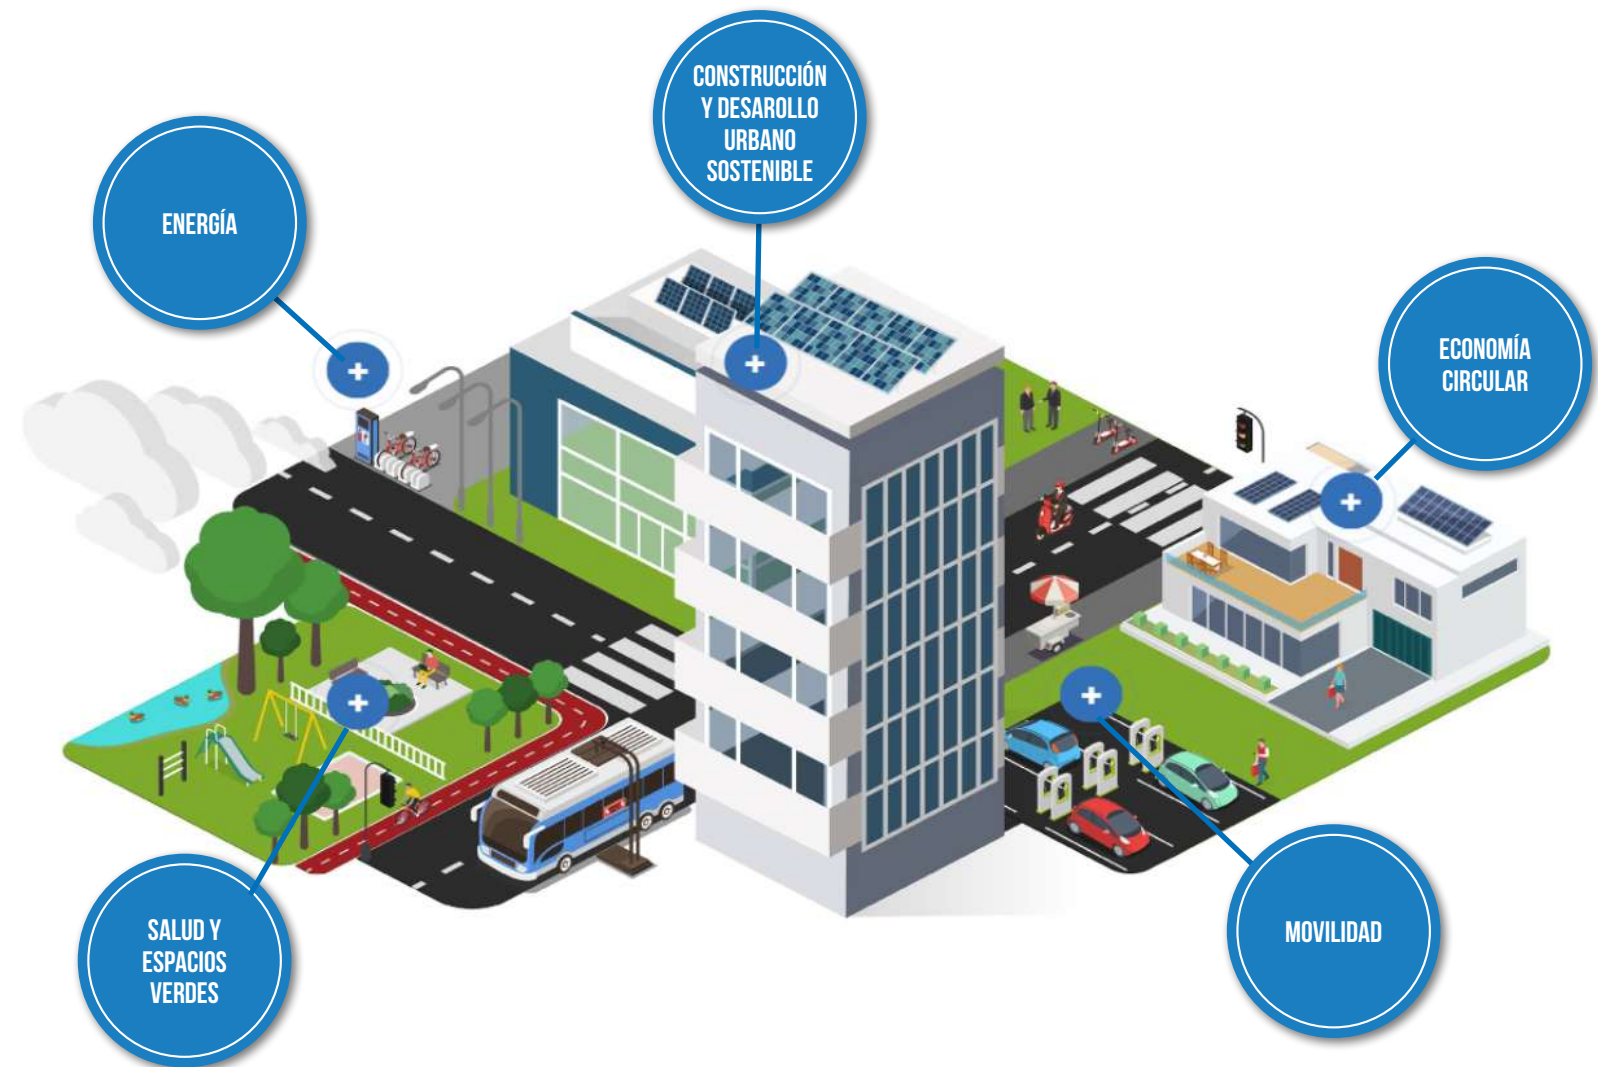 CONSTRUCCIÓN
Y DESAROLLO
URBANO
SOSTENIBLE
ENERGÍA
ECONOMÍA
CIRCULAR
SALUD Y
ESPACIOS
VERDES
MOVILIDAD